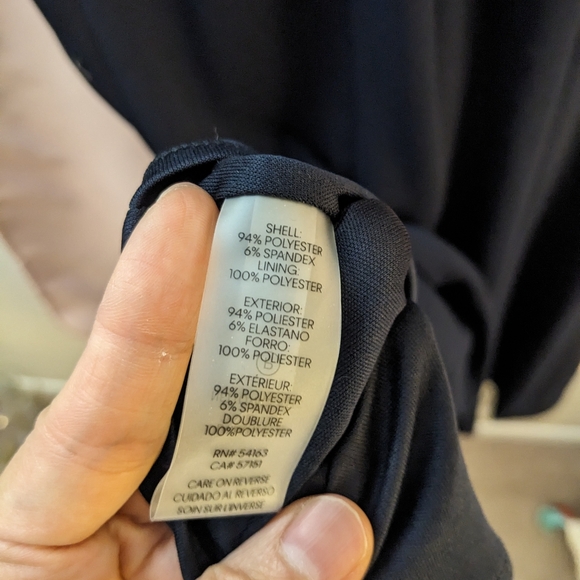 SHELL:
94% POLYESTER
6% SPANDEX
LINING:
100% POLYESTER
EXTERIOR:
94% POLIESTER
6% ELASTANO
FORRO:
100% POLIESTER
EXTÉRIEUR:
94% POLYESTER
6% SPANDEX
DOUBLURE
100%POLYESTER
RN# 54163
CA# 57151
CARE ON REVERSE
CUIDADO AL REVERSO
SOIN SUR L'INVERSE